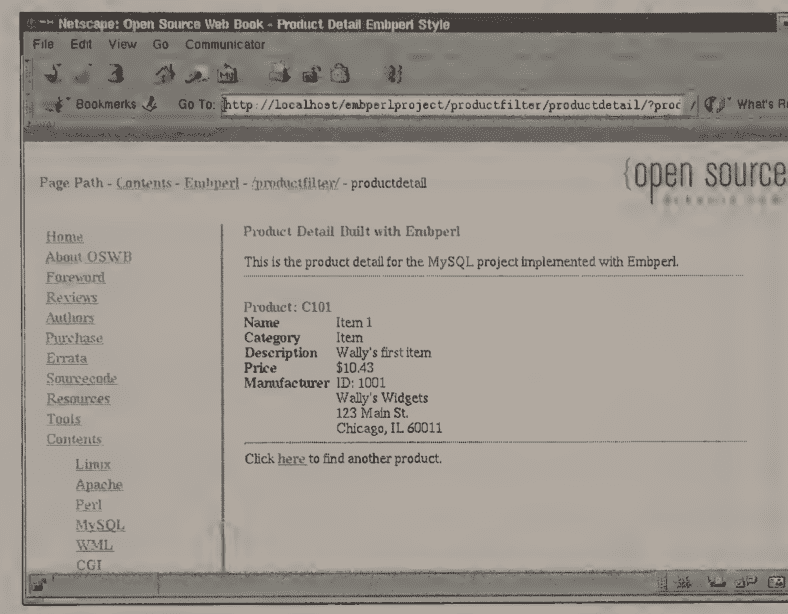 Netscape: Open Source Web Book - Product Detail Embperl Style
File Edit View Go Communicator
Bookmarks Go To: http://localhost/embperlproject/productfilter/productdetail/?proc What's R
Page Path - Contents - Embperl - /productfilter/ - productdetail
{open source
Home
About OSWB
Foreword
Reviews
Authors
Purchase
Errata
Sourcecode
Resources
Tools
Contents
Linux
Apache
Perl
MySQL
WML
CGI
Product Detail Built with Embperl
This is the product detail for the MySQL project implemented with Embperl.
Product: C101
Name Item 1
Category Item
Description Wally's first item
Price $10.43
Manufacturer ID: 1001
Wally's Widgets
123 Main St.
Chicago, IL 60011
Click here to find another product.